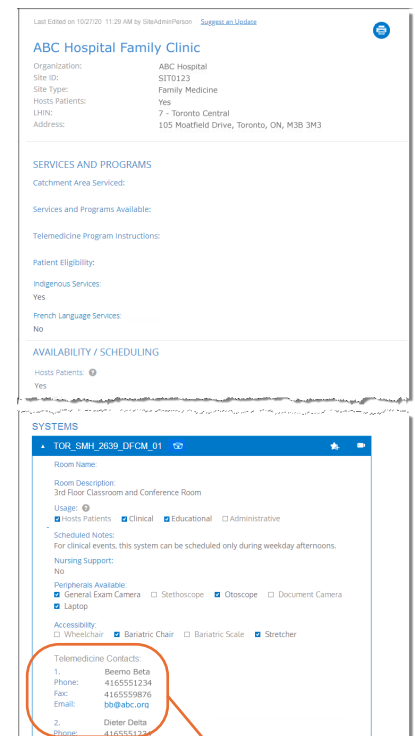 Last Edited on 10/27/20 11:29 AM by SiteAdminPerson Suggest an Update
ABC Hospital Family Clinic
Organization: ABC Hospital
Site ID: SIT0123
Site Type: Family Medicine
Hosts Patients: Yes
LHIN: 7 - Toronto Central
Address: 105 Moatfield Drive, Toronto, ON, M3B 3M3
SERVICES AND PROGRAMS
Catchment Area Serviced:
Services and Programs Available:
Telemedicine Program Instructions:
Patient Eligibility:
Indigenous Services:
Yes
French Language Services:
No
AVAILABILITY / SCHEDULING
Hosts Patients:
Yes
SYSTEMS
TOR_SMH_2639_DFCM_01
Room Name:
Room Description:
3rd Floor Classroom and Conference Room
Usage:
Hosts Patients Clinical Educational Administrative
Scheduled Notes:
For clinical events, this system can be scheduled only during weekday afternoons.
Nursing Support:
No
Peripherals Available:
General Exam Camera Stethoscope Otoscope Document Camera
Laptop
Accessibility:
Wheelchair Bariatric Chair Bariatric Scale Stretcher
Telemedicine Contacts:
1. Beemo Beta
Phone: 4165551234
Fax: 4165559876
Email: bb@abc.org
2. Dieter Delta
Phone: 4165551234